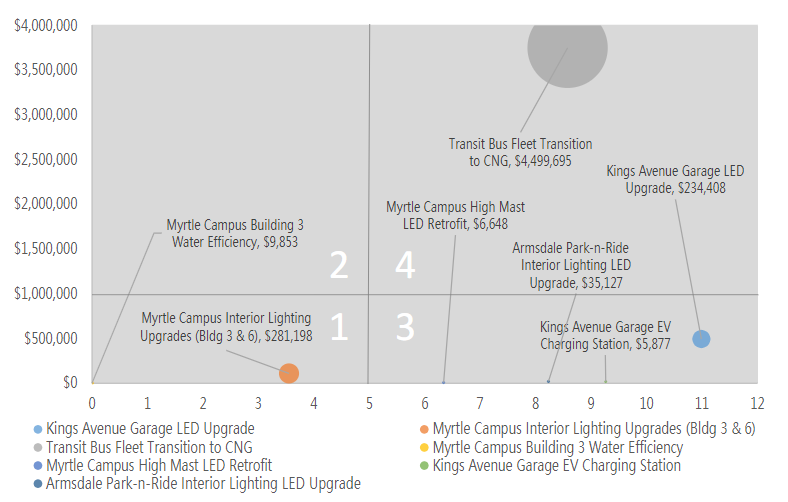 $4,000,000
$3,500,000
$3,000,000
$2,500,000
$2,000,000
$1,500,000
$1,000,000
$500,000
$0
Transit Bus Fleet Transition
to CNG, $4,499,695
Kings Avenue Garage LED
Upgrade, $234,408
Myrtle Campus High Mast
LED Retrofit, $6,648
Myrtle Campus Building 3
Water Efficiency, $9,853
Armsdale Park-n-Ride
Interior Lighting LED
Upgrade, $35,127
2 4
Myrtle Campus Interior Lighting
Upgrades (Bldg 3 & 6), $281,198
1 3
Kings Avenue Garage EV
Charging Station, $5,877
0 1 2 3 4 5 6 7 8 9 10 11 12
Kings Avenue Garage LED Upgrade
Myrtle Campus Interior Lighting Upgrades (Bldg 3 & 6)
Transit Bus Fleet Transition to CNG
Myrtle Campus Building 3 Water Efficiency
Myrtle Campus High Mast LED Retrofit
Kings Avenue Garage EV Charging Station
Armsdale Park-n-Ride Interior Lighting LED Upgrade